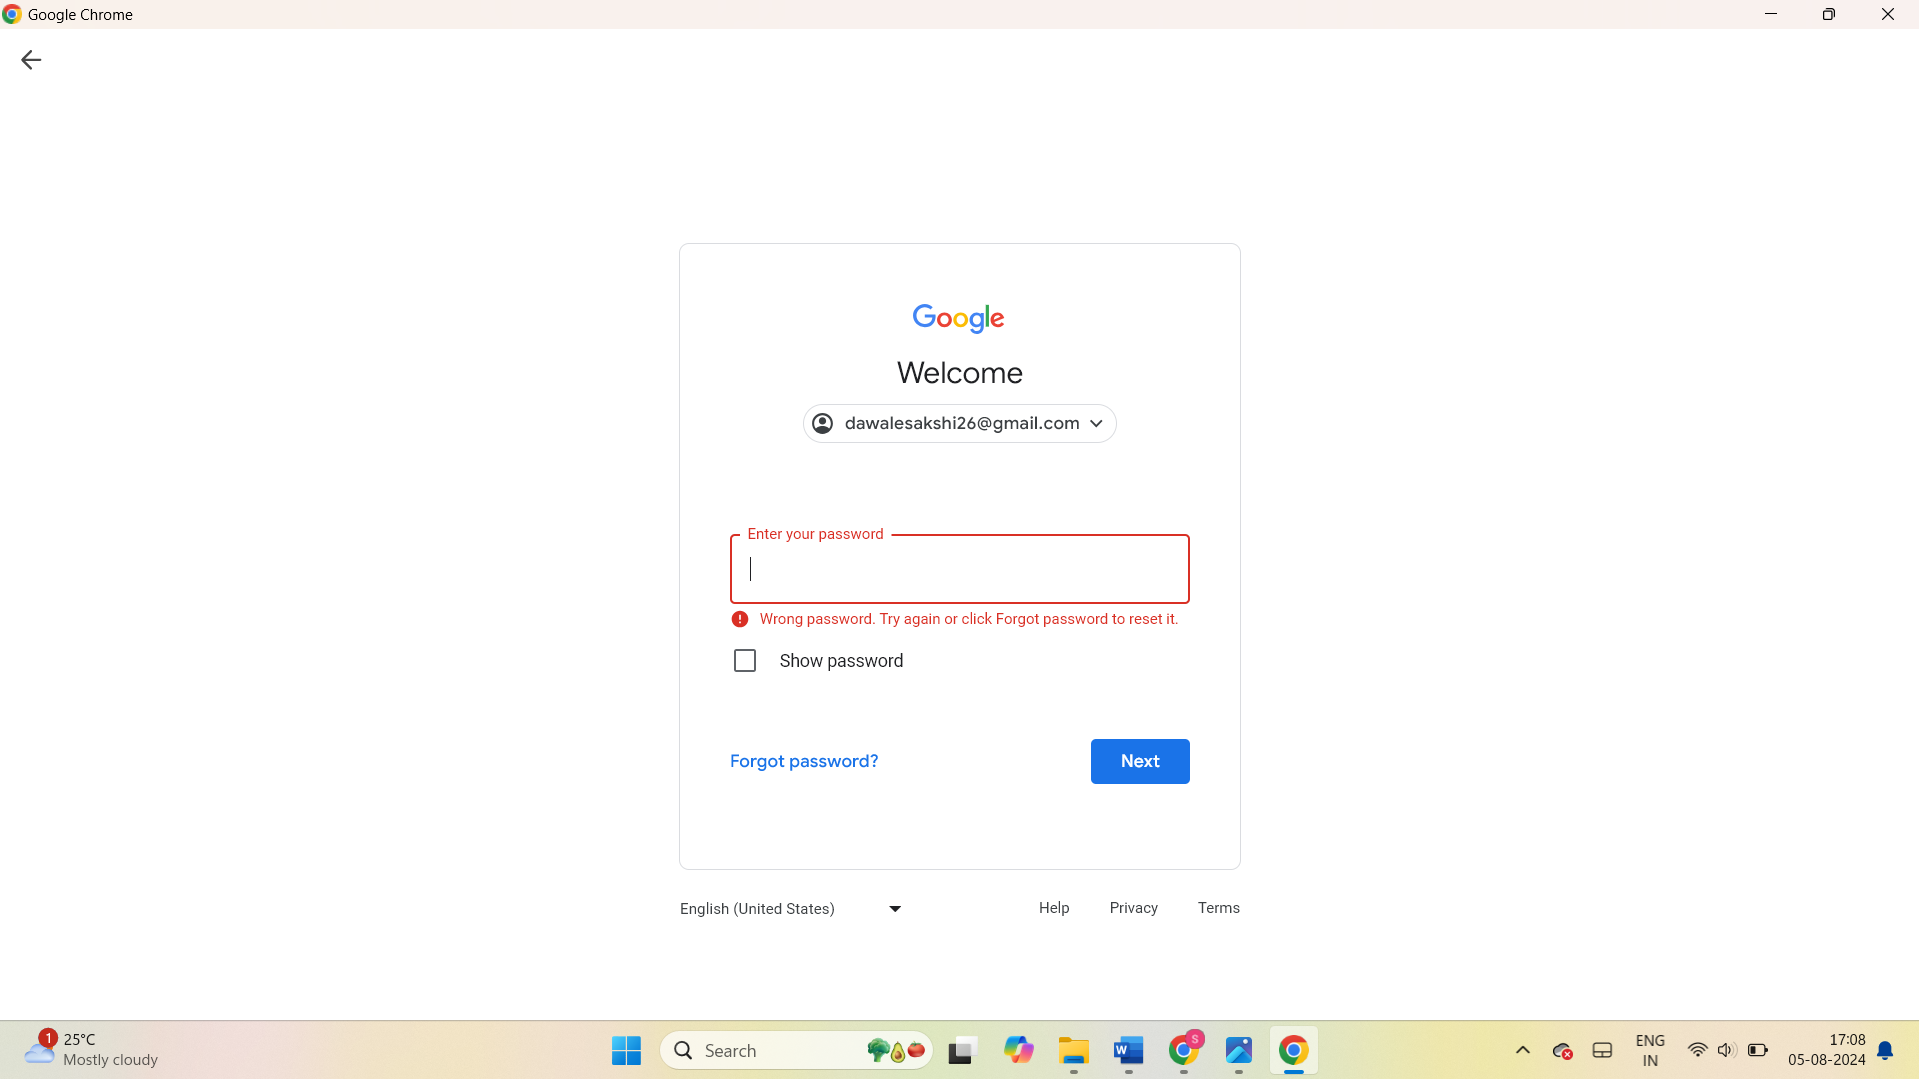 Google Chrome
Google
Welcome
dawalesakshi26@gmail.com
Enter your password
Wrong password. Try again or click Forgot password to reset it.
Show password
Forgot password?
Next
English (United States)
Help
Privacy
Terms
1
25°C
Mostly cloudy
Search
W
S
ENG
IN
17:08
05-08-2024